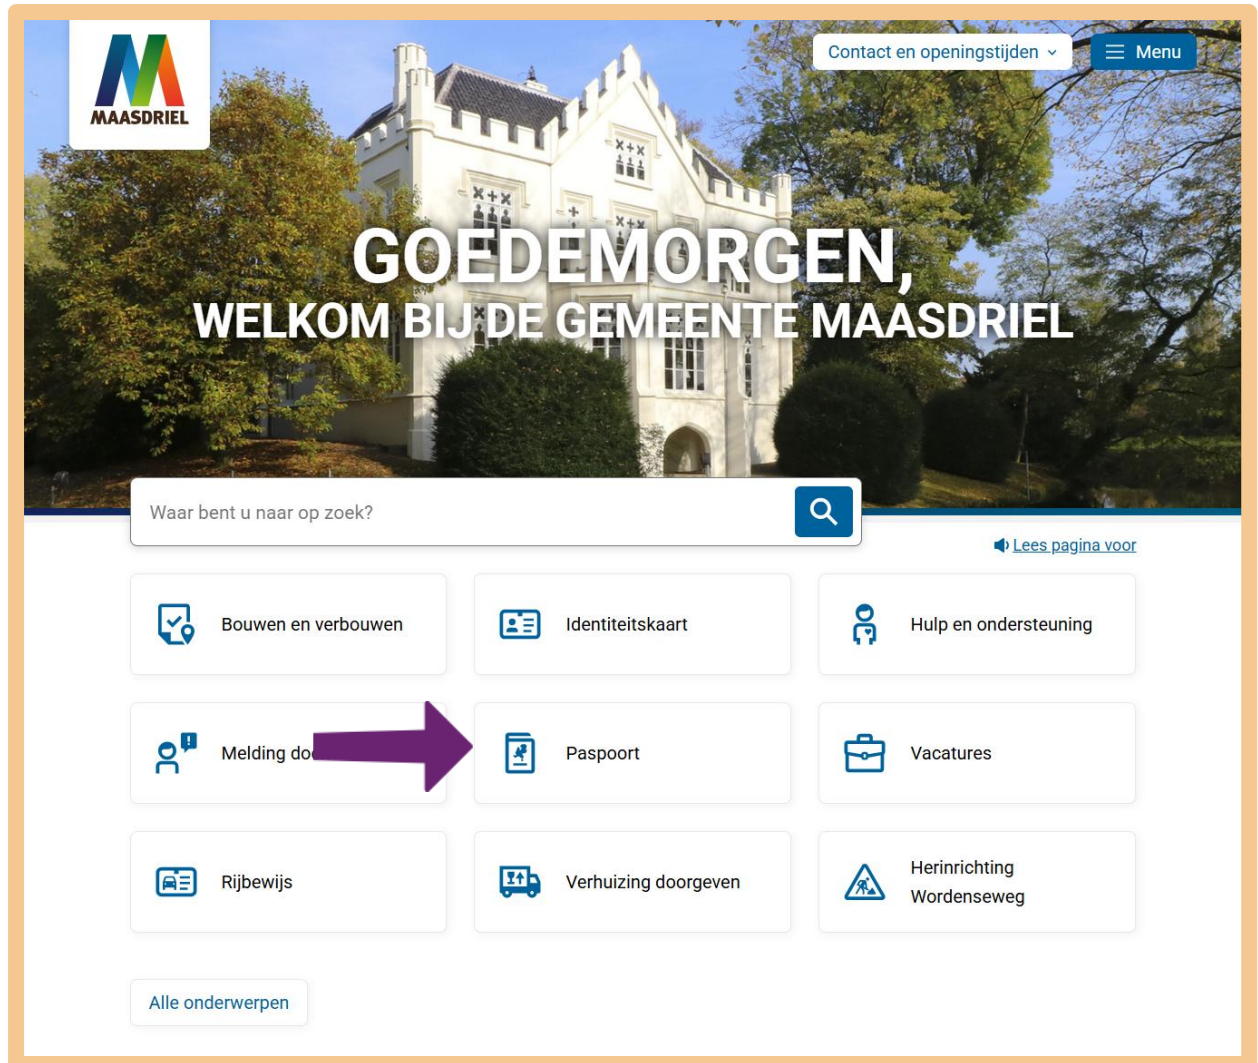 MAASDRIEL
Contact en openingstijden
Menu
GOEDEMORGEN,
WELKOM BIJ DE GEMEENTE MAASDRIEL
Waar bent u naar op zoek?
Lees pagina voor
Bouwen en verbouwen
Identiteitskaart
Hulp en ondersteuning
Melding
Paspoort
Vacatures
Rijbewijs
Verhuizing doorgeven
Herinrichting
Wordenseweg
Alle onderwerpen